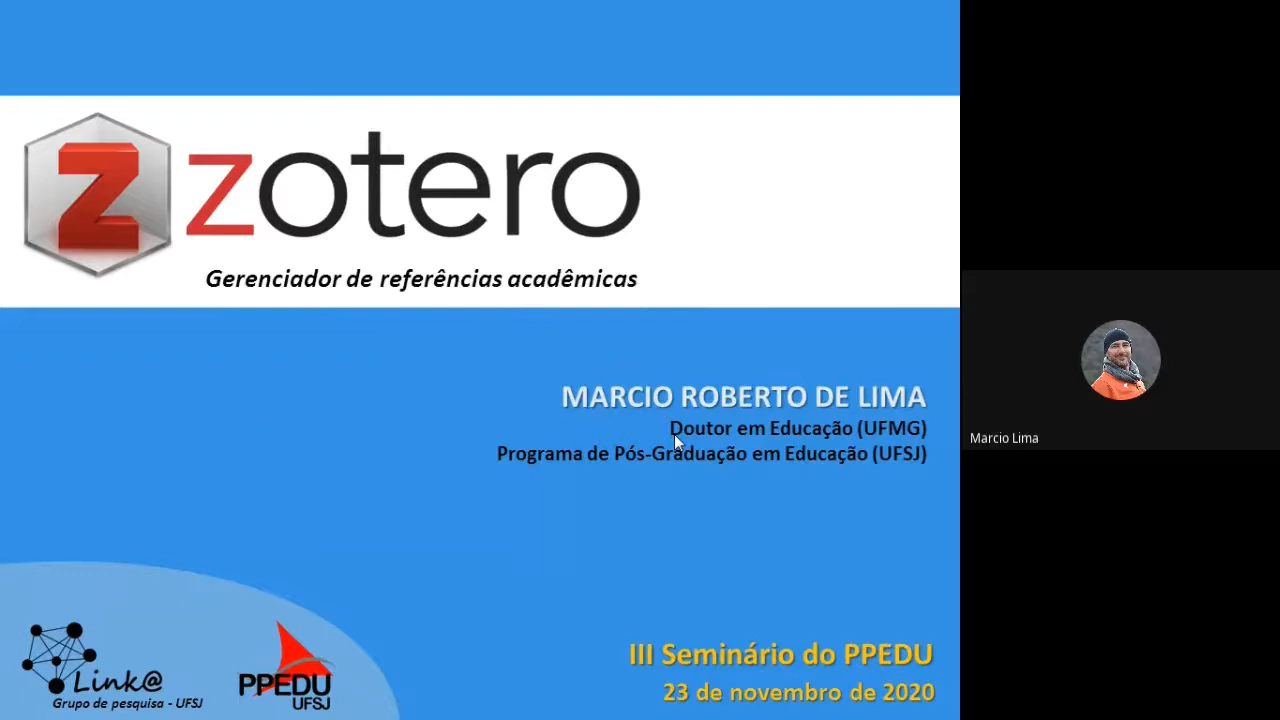 zotero
Gerenciador de referências acadêmicas
MARCIO ROBERTO DE LIMA
Doutor em Educação (UFMG)
Programa de Pós-Graduação em Educação (UFSJ)
Marcio Lima
Link@
Grupo de pesquisa - UFSJ
PPEDU
UFSJ
III Seminário do PPEDU
23 de novembro de 2020